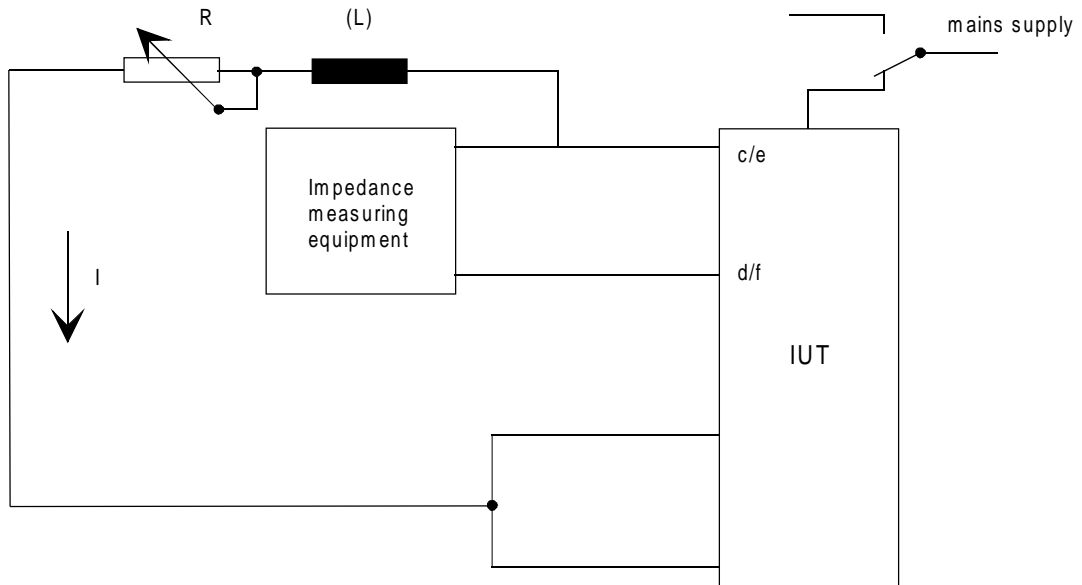 R
(L)
mains supply
c/e
Impedance
measuring
equipment
d/f
I
IUT